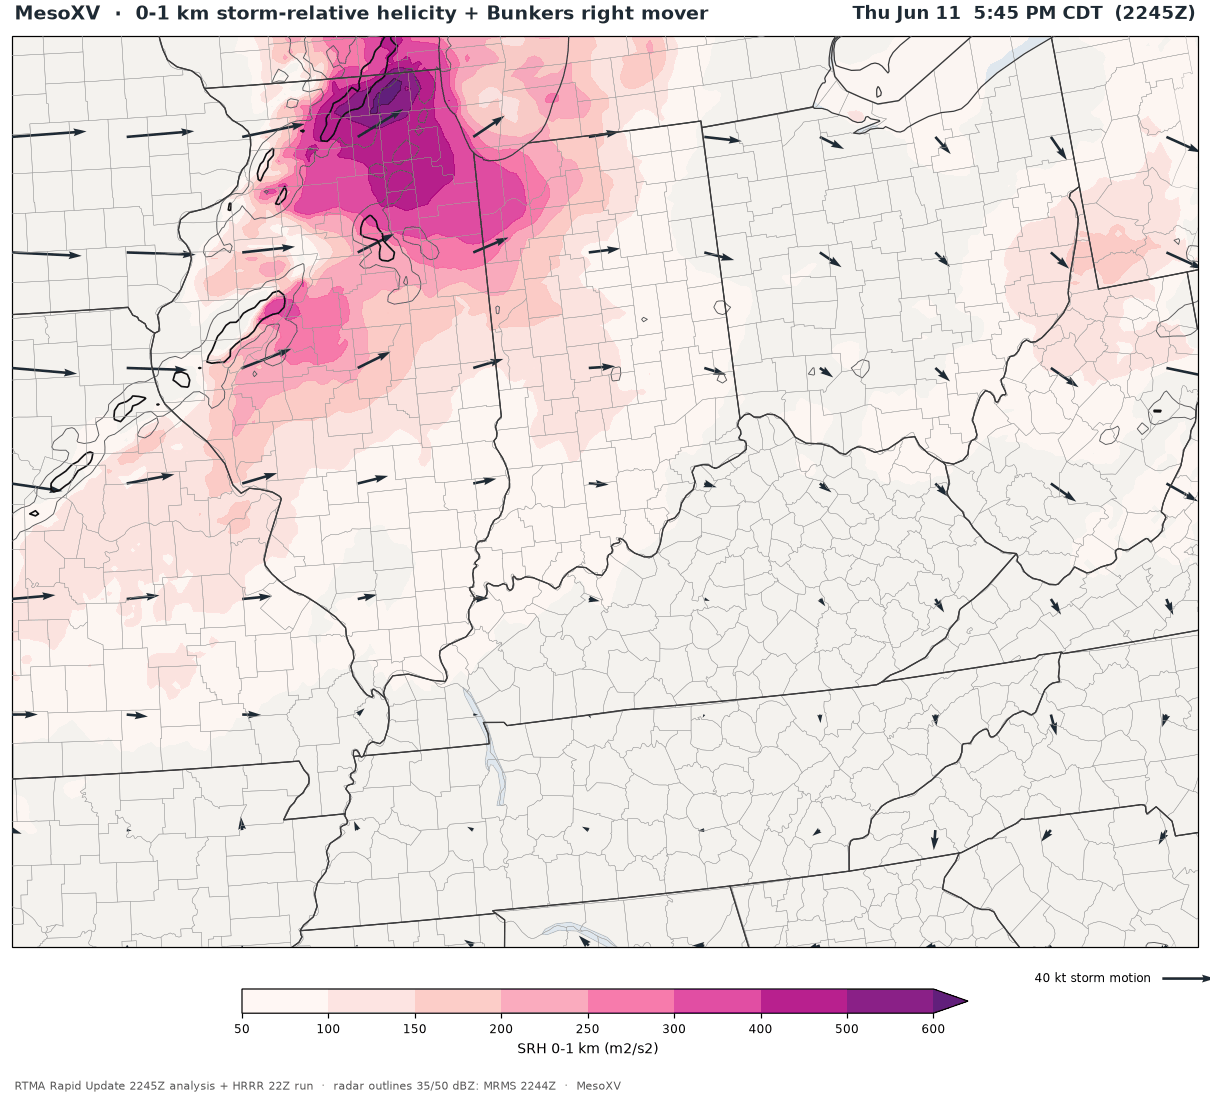 MesoXV · 0-1 km storm-relative helicity + Bunkers right mover
Thu Jun 11 5:45 PM CDT (2245Z)
40 kt storm motion
50 100 150 200 250 300 400 500 600
SRH 0-1 km (m2/s2)
RTMA Rapid Update 2245Z analysis + HRRR 22Z run · radar outlines 35/50 dBZ: MRMS 2244Z · MesoXV